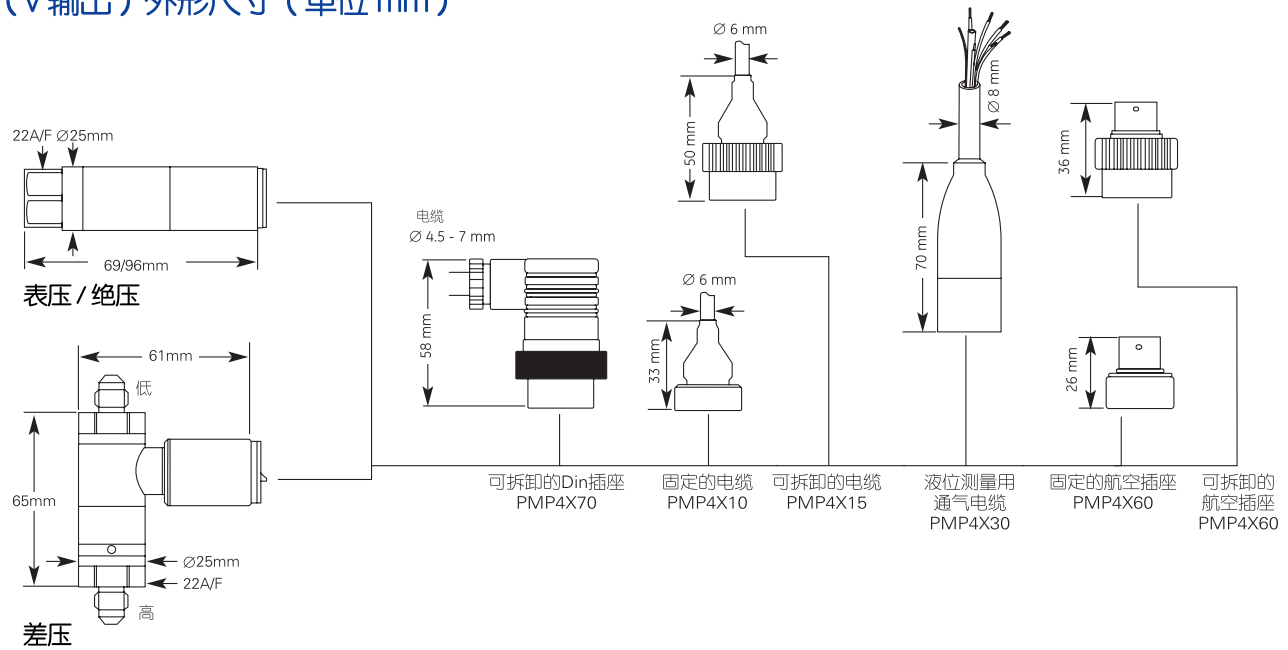 （V输出）外形尺寸（单位mm）
22A/F Ø25mm
69/96mm
表压 / 绝压
61mm
低
65mm
Ø25mm
22A/F
高
差压
电缆
Ø 4.5 - 7 mm
58 mm
可拆卸的Din插座
PMP4X70
Ø 6 mm
33 mm
固定的电缆
PMP4X10
Ø 6 mm
50 mm
可拆卸的电缆
PMP4X15
Ø 8 mm
70 mm
液位测量用
通气电缆
PMP4X30
26 mm
固定的航空插座
PMP4X60
36 mm
可拆卸的
航空插座
PMP4X60